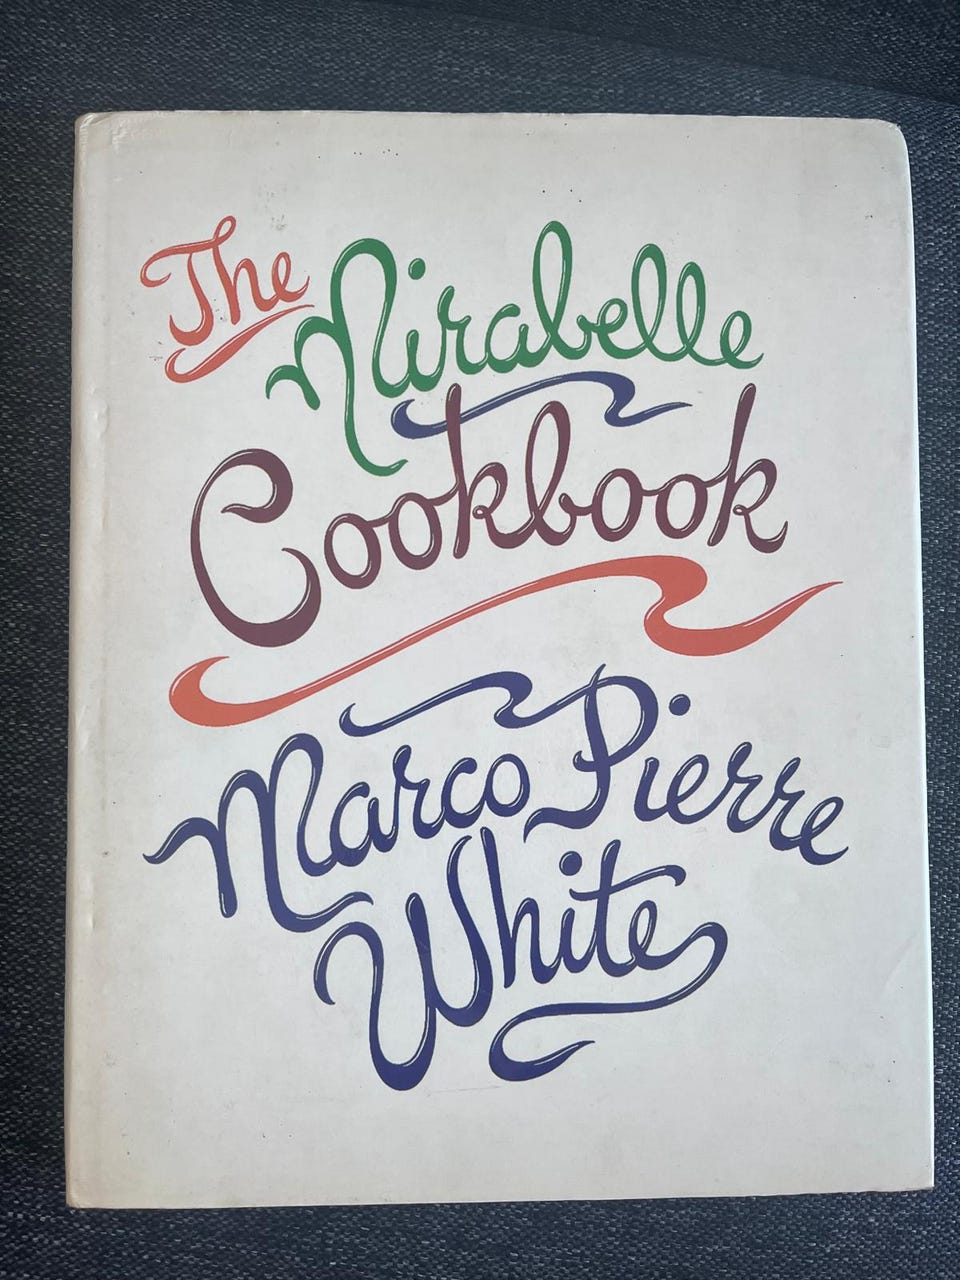 The
Mirabelle
Cookbook
Marco Pierre
White